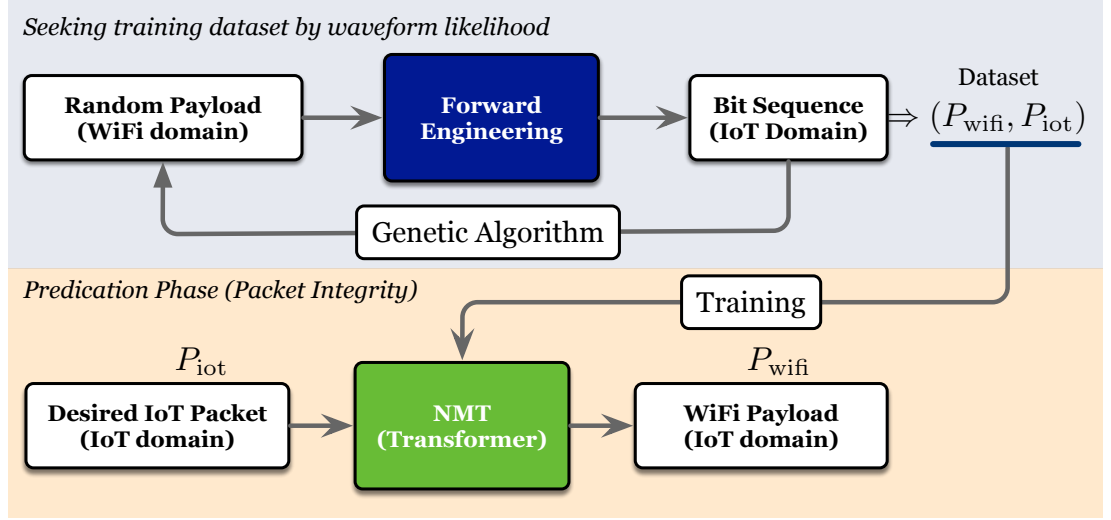 Seeking training dataset by waveform likelihood
Random Payload
(WiFi domain)
Forward
Engineering
Bit Sequence
(IoT Domain)
⇒
Dataset
(P_wifi, P_iot)
Genetic Algorithm
Predication Phase (Packet Integrity)
Training
P_iot
Desired IoT Packet
(IoT domain)
NMT
(Transformer)
P_wifi
WiFi Payload
(IoT domain)